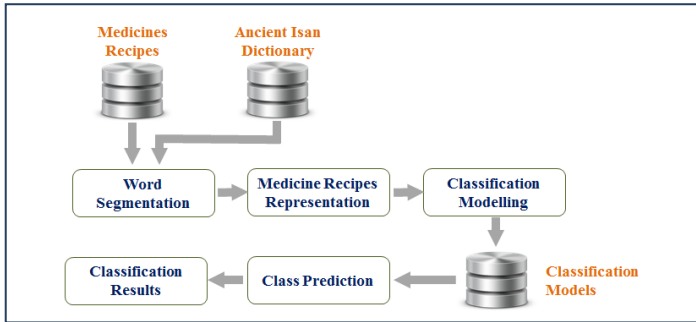 Medicines
Recipes
Ancient Isan
Dictionary
Word
Segmentation
Medicine Recipes
Representation
Classification
Modelling
Classification
Results
Class Prediction
Classification
Models